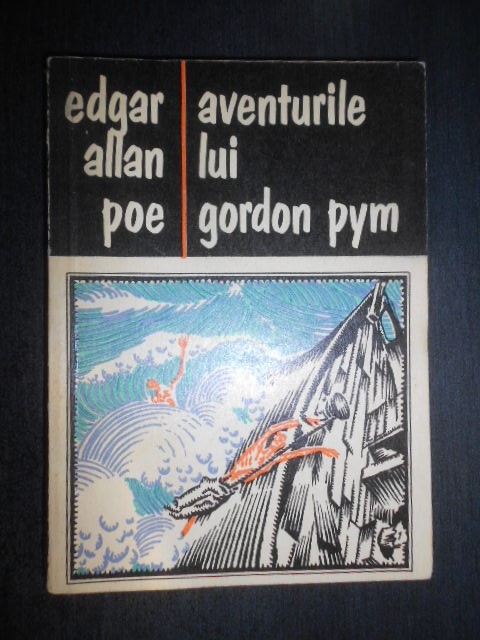 edgar
allan
poe
aventurile
lui
gordon pym